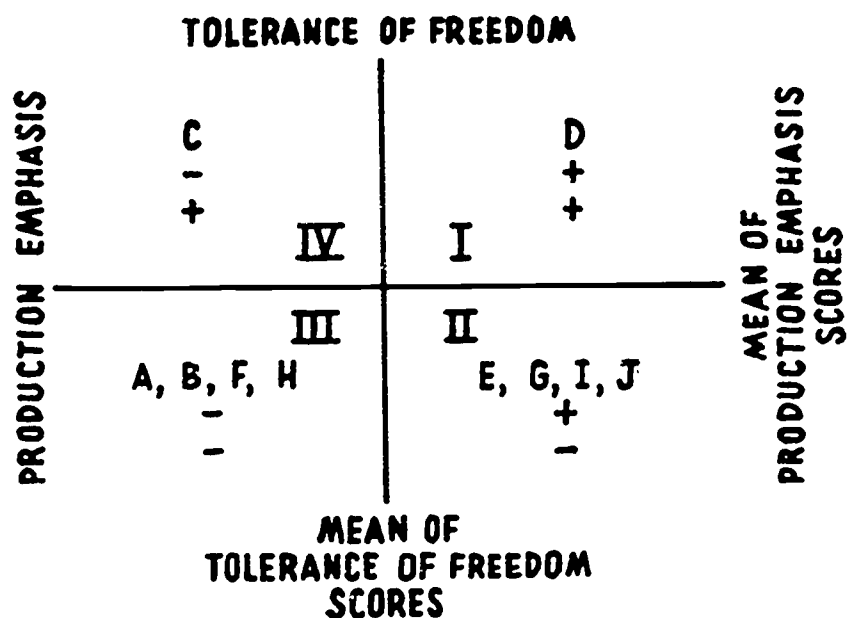 TOLERANCE OF FREEDOM
PRODUCTION EMPHASIS
C
-
+
D
+
+
IV
I
III
II
A, B, F, H
-
-
E, G, I, J
+
-
MEAN OF
PRODUCTION EMPHASIS
SCORES
MEAN OF
TOLERANCE OF FREEDOM
SCORES